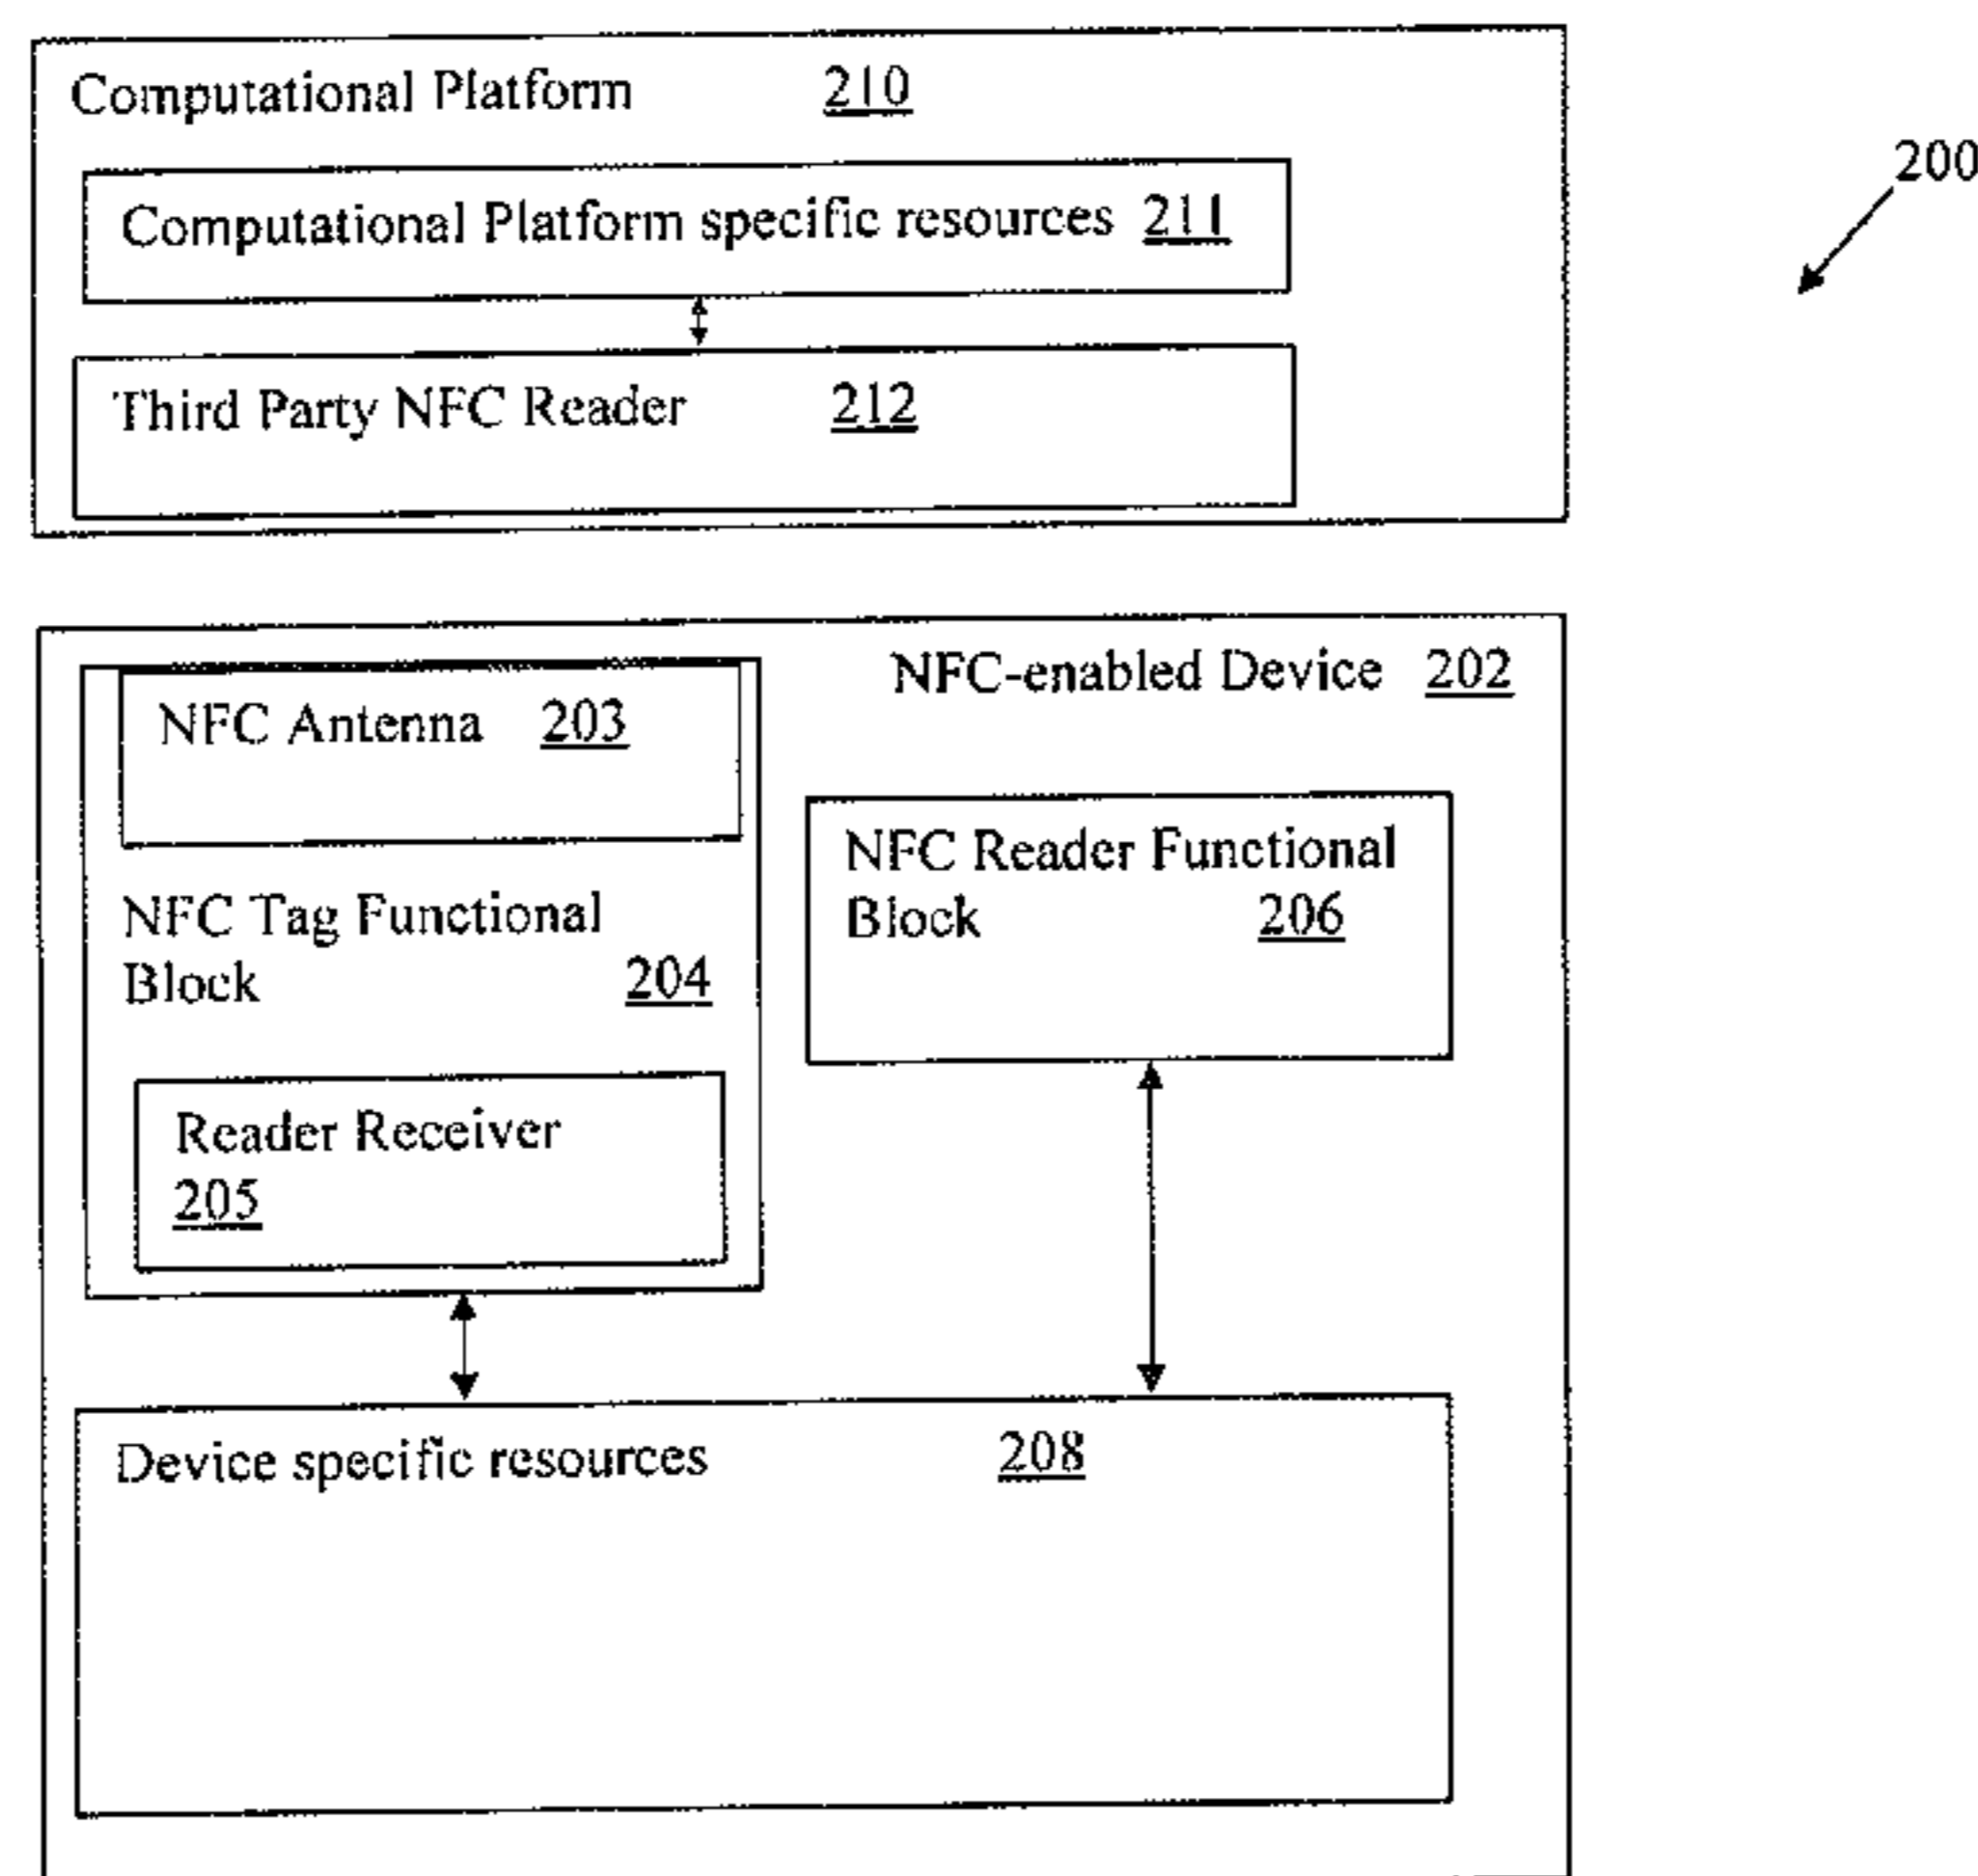 Computational Platform 210
200
Computational Platform specific resources 211
Third Party NFC Reader 212
NFC-enabled Device 202
NFC Antenna 203
NFC Tag Functional
Block 204
NFC Reader Functional
Block 206
Reader Receiver
205
Device specific resources 208